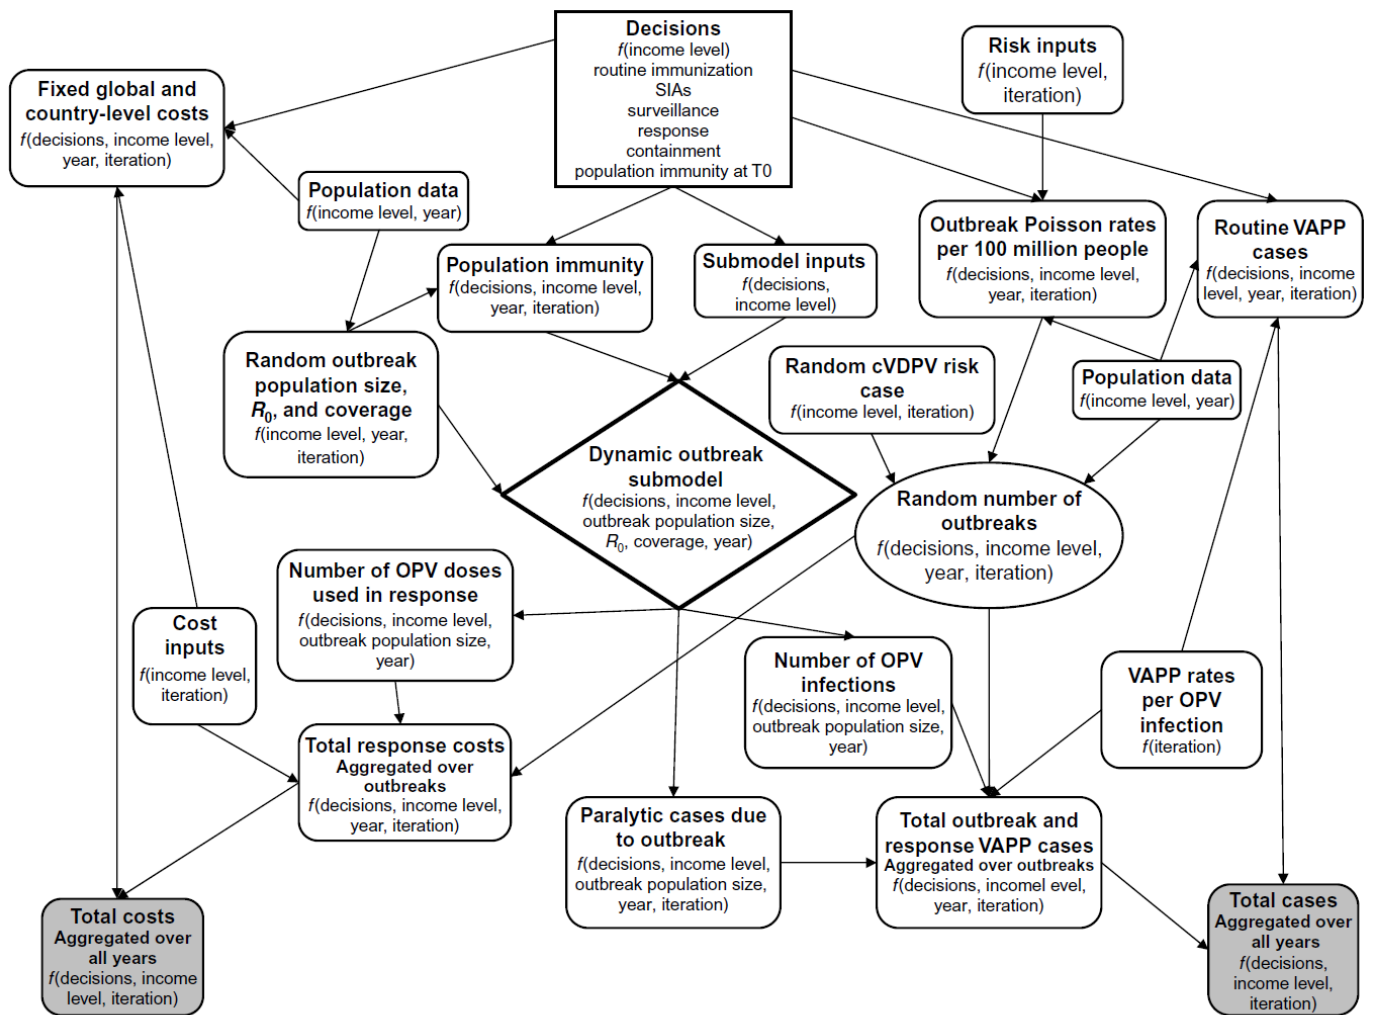 Decisions
f(income level)
routine immunization
SIAs
surveillance
response
containment
population immunity at T0
Risk inputs
f(income level,
iteration)
Fixed global and
country-level costs
f(decisions, income level,
year, iteration)
Population data
f(income level, year)
Population immunity
f(decisions, income level,
year, iteration)
Submodel inputs
f(decisions,
income level)
Outbreak Poisson rates
per 100 million people
f(decisions, income level,
year, iteration)
Routine VAPP
cases
f(decisions, income
level, year, iteration)
Random outbreak
population size,
R0, and coverage
f(income level, year,
iteration)
Random cVDPV risk
case
f(income level, iteration)
Population data
f(income level, year)
Dynamic outbreak
submodel
f(decisions, income level,
outbreak population size,
R0, coverage, year)
Random number of
outbreaks
f(decisions, income level,
year, iteration)
Number of OPV doses
used in response
f(decisions, income level,
outbreak population size,
year)
Cost
inputs
f(income level,
iteration)
Number of OPV
infections
f(decisions, income level,
outbreak population size,
year)
VAPP rates
per OPV
infection
f(iteration)
Total response costs
Aggregated over
outbreaks
f(decisions, income level,
year, iteration)
Paralytic cases due
to outbreak
f(decisions, income level,
outbreak population size,
year, iteration)
Total outbreak and
response VAPP cases
Aggregated over outbreaks
f(decisions, incomel evel,
year, iteration)
Total costs
Aggregated over
all years
f(decisions, income
level, iteration)
Total cases
Aggregated over
all years
f(decisions,
income level,
iteration)